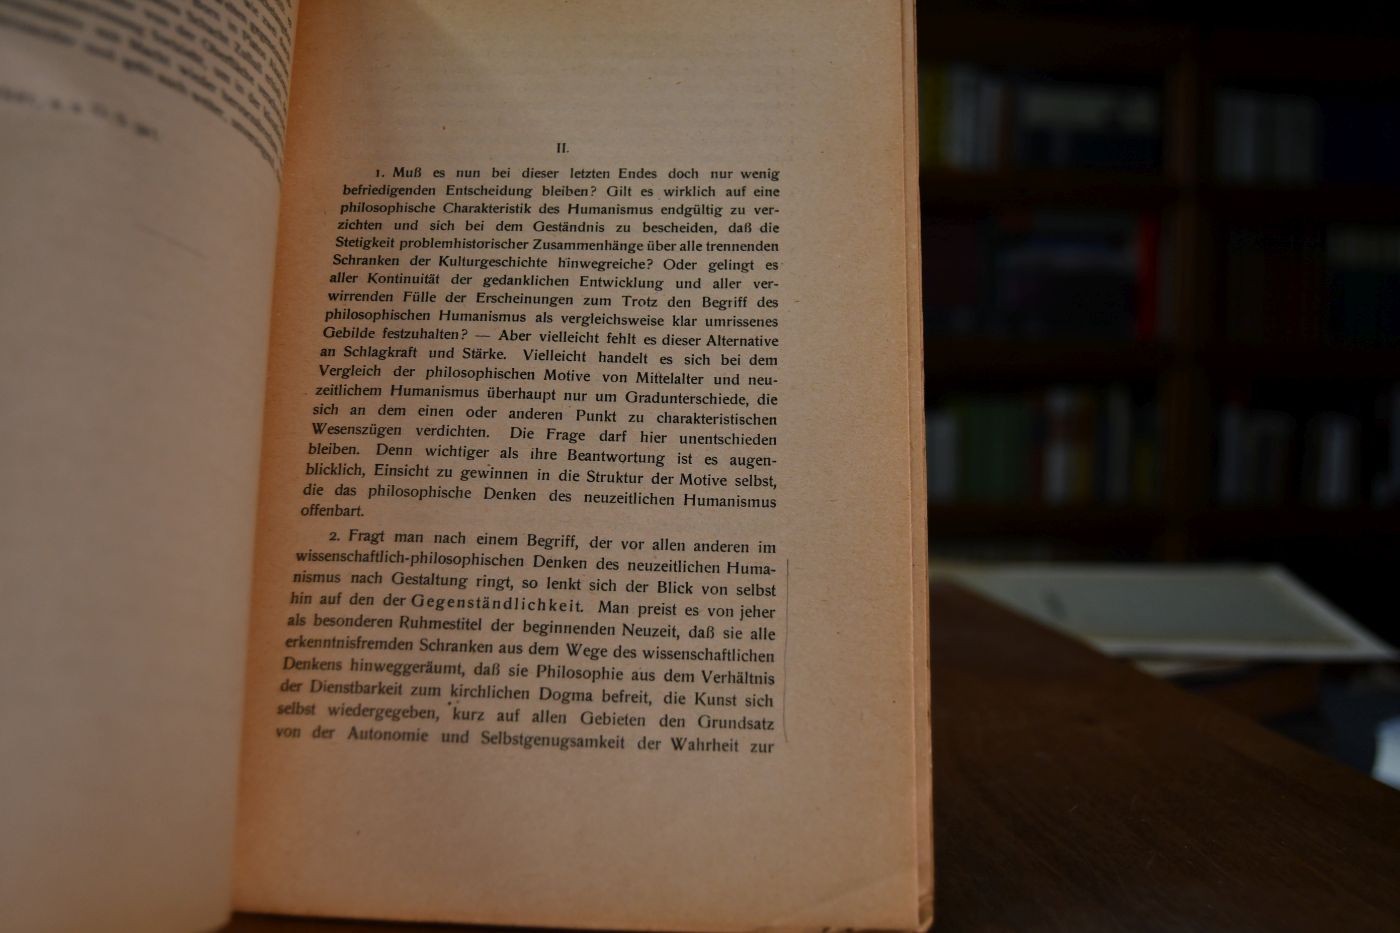 II.
1. Muß es nun bei dieser letzten Endes doch nur wenig
befriedigenden Entscheidung bleiben? Gilt es wirklich auf eine
philosophische Charakteristik des Humanismus endgültig zu ver-
zichten und sich bei dem Geständnis zu bescheiden, daß die
Stetigkeit problemhistorischer Zusammenhänge über alle trennenden
Schranken der Kulturgeschichte hinwegreiche? Oder gelingt es
aller Kontinuität der gedanklichen Entwicklung und aller ver-
wirrenden Fülle der Erscheinungen zum Trotz den Begriff des
philosophischen Humanismus als vergleichsweise klar umrissenes
Gebilde festzuhalten? — Aber vielleicht fehlt es dieser Alternative
an Schlagkraft und Stärke. Vielleicht handelt es sich bei dem
Vergleich der philosophischen Motive von Mittelalter und neu-
zeitlichem Humanismus überhaupt nur um Gradunterschiede, die
sich an dem einen oder anderen Punkt zu charakteristischen
Wesenszügen verdichten. Die Frage darf hier unentschieden
bleiben. Denn wichtiger als ihre Beantwortung ist es augen-
blicklich, Einsicht zu gewinnen in die Struktur der Motive selbst,
die das philosophische Denken des neuzeitlichen Humanismus
offenbart.
2. Fragt man nach einem Begriff, der vor allen anderen im
wissenschaftlich-philosophischen Denken des neuzeitlichen Huma-
nismus nach Gestaltung ringt, so lenkt sich der Blick von selbst
hin auf den der Gegenständlichkeit. Man preist es von jeher
als besonderen Ruhmestitel der beginnenden Neuzeit, daß sie alle
erkenntnisfremden Schranken aus dem Wege des wissenschaftlichen
Denkens hinweggeräumt, daß sie Philosophie aus dem Verhältnis
der Dienstbarkeit zum kirchlichen Dogma befreit, die Kunst sich
selbst wiedergegeben, kurz auf allen Gebieten den Grundsatz
von der Autonomie und Selbstgenugsamkeit der Wahrheit zur